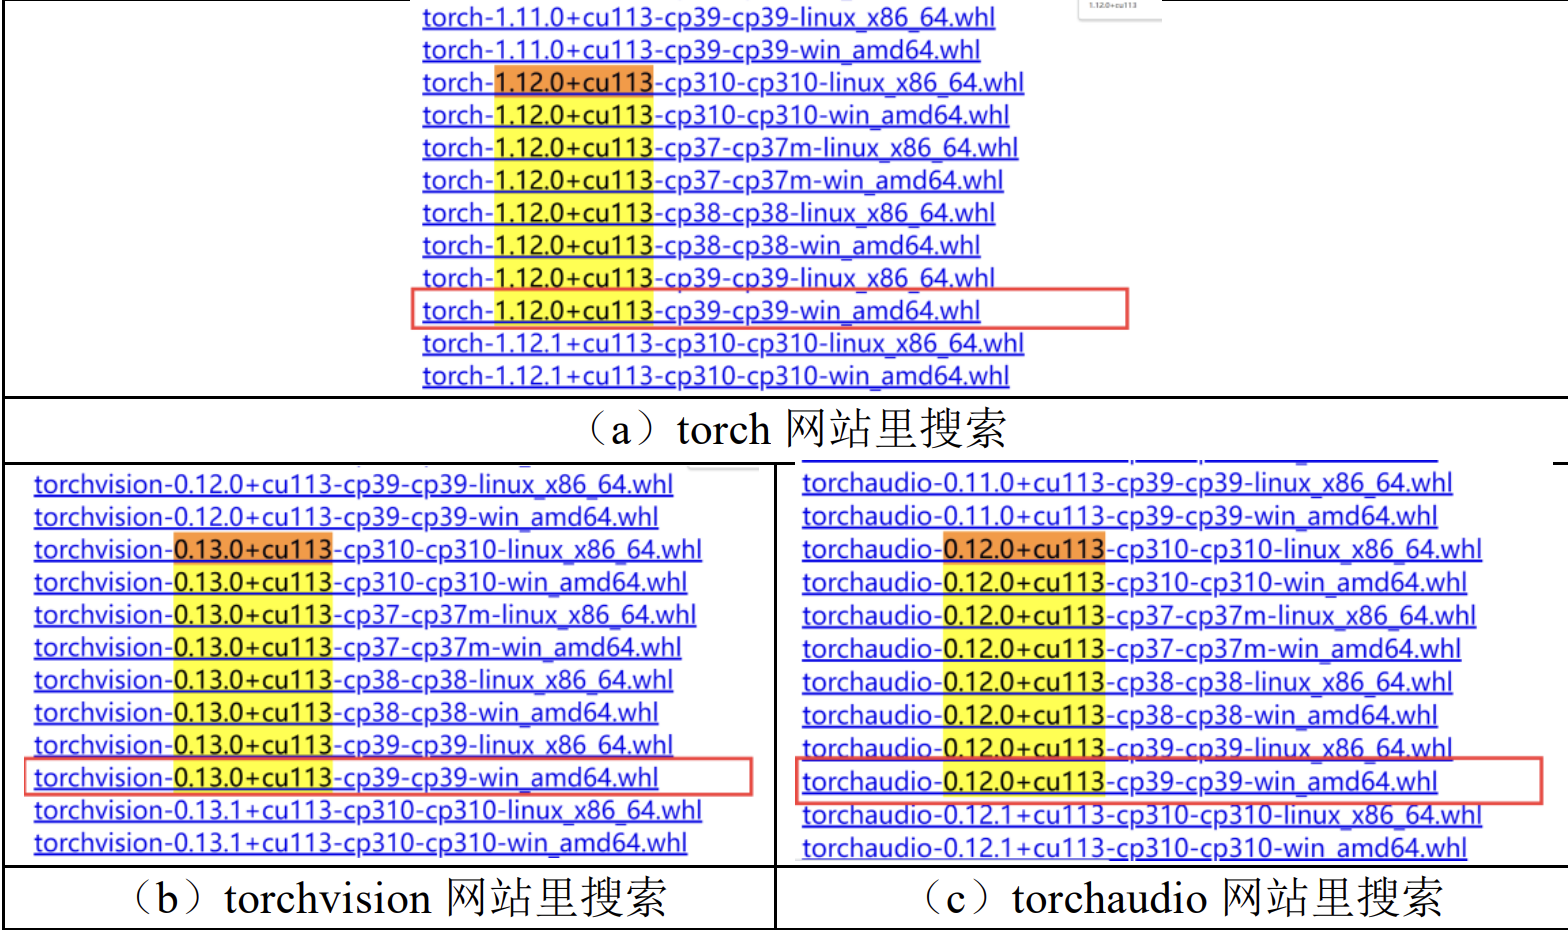 1.12.0+cu113
torch-1.11.0+cu113-cp39-cp39-linux_x86_64.whl
torch-1.11.0+cu113-cp39-cp39-win_amd64.whl
torch-1.12.0+cu113-cp310-cp310-linux_x86_64.whl
torch-1.12.0+cu113-cp310-cp310-win_amd64.whl
torch-1.12.0+cu113-cp37-cp37m-linux_x86_64.whl
torch-1.12.0+cu113-cp37-cp37m-win_amd64.whl
torch-1.12.0+cu113-cp38-cp38-linux_x86_64.whl
torch-1.12.0+cu113-cp38-cp38-win_amd64.whl
torch-1.12.0+cu113-cp39-cp39-linux_x86_64.whl
torch-1.12.0+cu113-cp39-cp39-win_amd64.whl
torch-1.12.1+cu113-cp310-cp310-linux_x86_64.whl
torch-1.12.1+cu113-cp310-cp310-win_amd64.whl
（a）torch 网站里搜索
torchvision-0.12.0+cu113-cp39-cp39-linux_x86_64.whl
torchvision-0.12.0+cu113-cp39-cp39-win_amd64.whl
torchvision-0.13.0+cu113-cp310-cp310-linux_x86_64.whl
torchvision-0.13.0+cu113-cp310-cp310-win_amd64.whl
torchvision-0.13.0+cu113-cp37-cp37m-linux_x86_64.whl
torchvision-0.13.0+cu113-cp37-cp37m-win_amd64.whl
torchvision-0.13.0+cu113-cp38-cp38-linux_x86_64.whl
torchvision-0.13.0+cu113-cp38-cp38-win_amd64.whl
torchvision-0.13.0+cu113-cp39-cp39-linux_x86_64.whl
torchvision-0.13.0+cu113-cp39-cp39-win_amd64.whl
torchvision-0.13.1+cu113-cp310-cp310-linux_x86_64.whl
torchvision-0.13.1+cu113-cp310-cp310-win_amd64.whl
（b）torchvision 网站里搜索
torchaudio-0.11.0+cu113-cp39-cp39-linux_x86_64.whl
torchaudio-0.11.0+cu113-cp39-cp39-win_amd64.whl
torchaudio-0.12.0+cu113-cp310-cp310-linux_x86_64.whl
torchaudio-0.12.0+cu113-cp310-cp310-win_amd64.whl
torchaudio-0.12.0+cu113-cp37-cp37m-linux_x86_64.whl
torchaudio-0.12.0+cu113-cp37-cp37m-win_amd64.whl
torchaudio-0.12.0+cu113-cp38-cp38-linux_x86_64.whl
torchaudio-0.12.0+cu113-cp38-cp38-win_amd64.whl
torchaudio-0.12.0+cu113-cp39-cp39-linux_x86_64.whl
torchaudio-0.12.0+cu113-cp39-cp39-win_amd64.whl
torchaudio-0.12.1+cu113-cp310-cp310-linux_x86_64.whl
torchaudio-0.12.1+cu113-cp310-cp310-win_amd64.whl
（c）torchaudio 网站里搜索